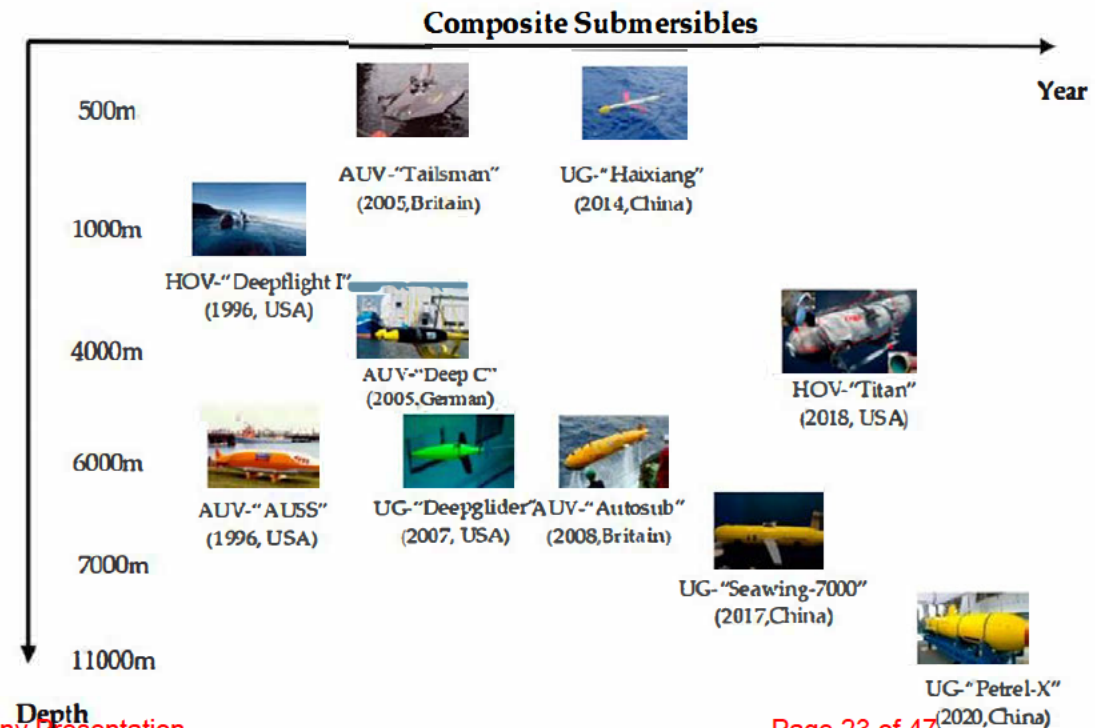 Composite Submersibles
Year
500m
AUV-"Tailsman"
(2005,Britain)
UG-"Haixiang"
(2014,China)
1000m
HOV-"Deepflight I"
(1996, USA)
4000m
AUV-"Deep C"
(2005,German)
HOV-"Titan"
(2018, USA)
6000m
AUV-"AUSS"
(1996, USA)
UG-"Deepglider"
(2007, USA)
AUV-"Autosub"
(2008,Britain)
7000m
UG-"Seawing-7000"
(2017,China)
11000m
UG-"Petrel-X"
(2020,China)
Depth
Presentation
Page 23 of 47